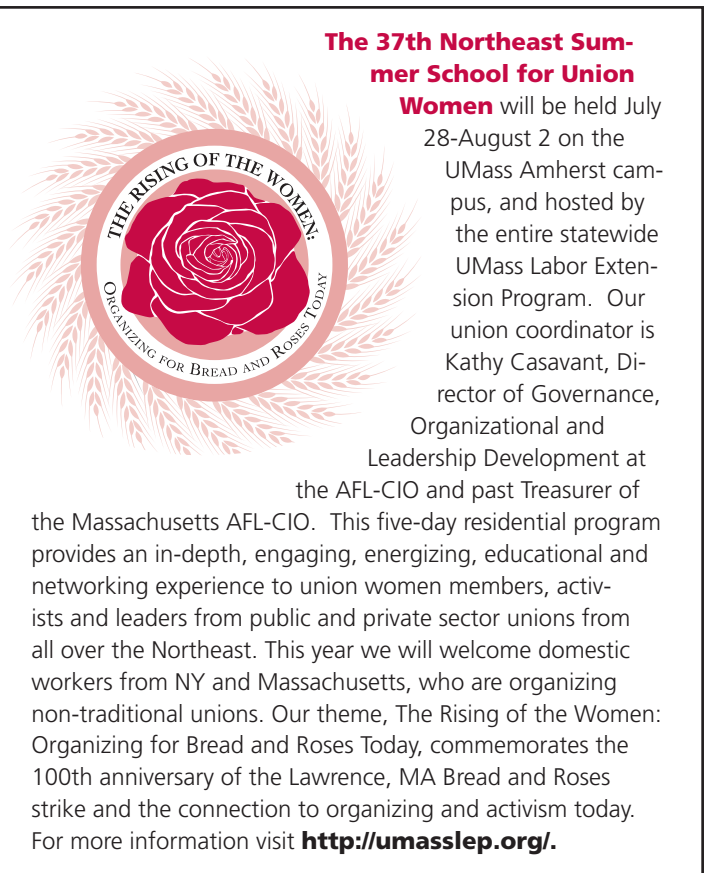 The 37th Northeast Sum-
mer School for Union
Women will be held July
28-August 2 on the
UMass Amherst cam-
pus, and hosted by
the entire statewide
UMass Labor Exten-
sion Program.  Our
union coordinator is
Kathy Casavant, Di-
rector of Governance,
Organizational and
Leadership Development at
the AFL-CIO and past Treasurer of
the Massachusetts AFL-CIO.  This five-day residential program
provides an in-depth, engaging, energizing, educational and
networking experience to union women members, activ-
ists and leaders from public and private sector unions from
all over the Northeast. This year we will welcome domestic
workers from NY and Massachusetts, who are organizing
non-traditional unions. Our theme, The Rising of the Women:
Organizing for Bread and Roses Today, commemorates the
100th anniversary of the Lawrence, MA Bread and Roses
strike and the connection to organizing and activism today.
For more information visit http://umasslep.org/.
THE RISING OF THE WOMEN:
ORGANIZING FOR BREAD AND ROSES TODAY